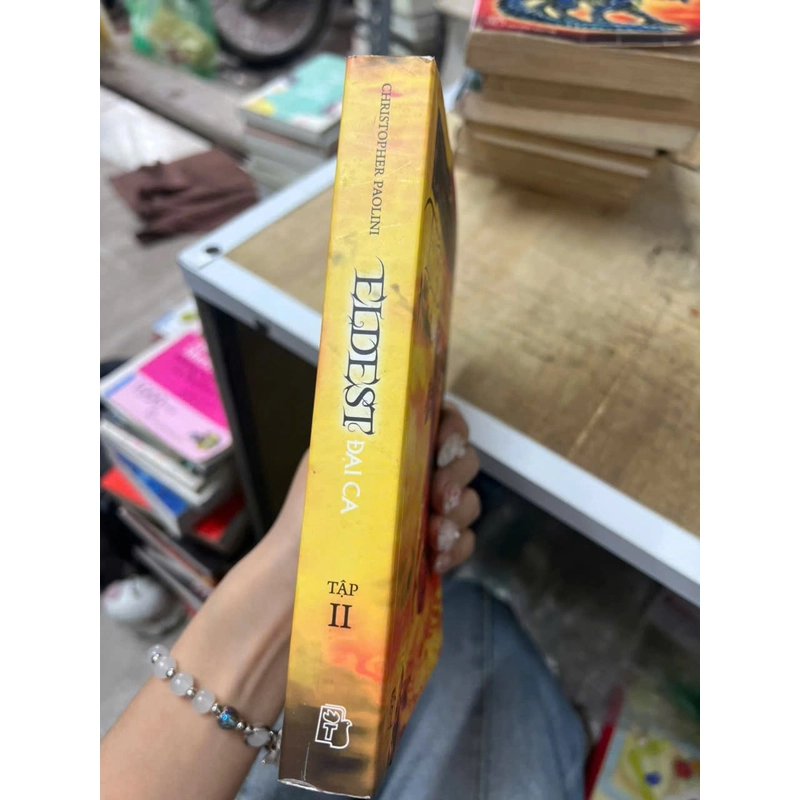 CHRISTOPHER PAOLINI
ELDEST
ĐẠI CA
TẬP
II